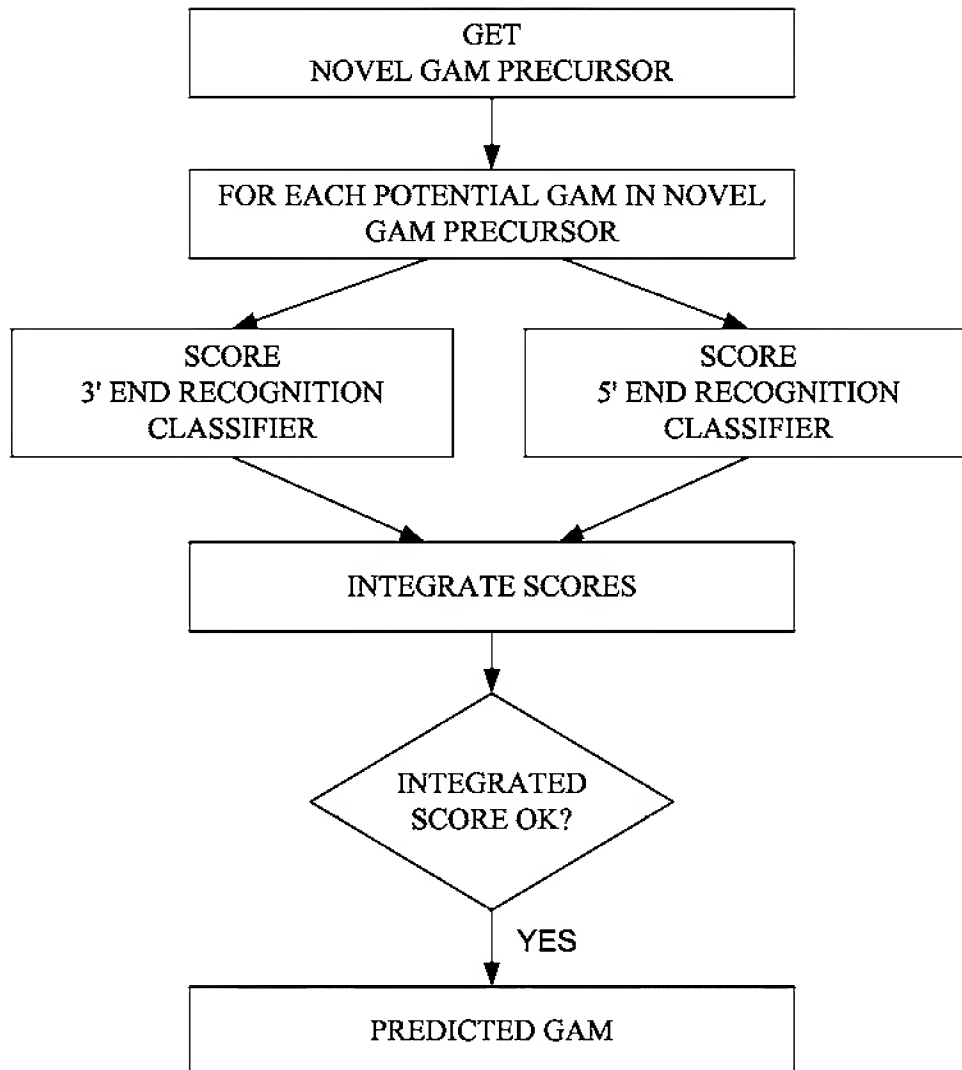 GET
NOVEL GAM PRECURSOR
FOR EACH POTENTIAL GAM IN NOVEL
GAM PRECURSOR
SCORE
3' END RECOGNITION
CLASSIFIER
SCORE
5' END RECOGNITION
CLASSIFIER
INTEGRATE SCORES
INTEGRATED
SCORE OK?
YES
PREDICTED GAM